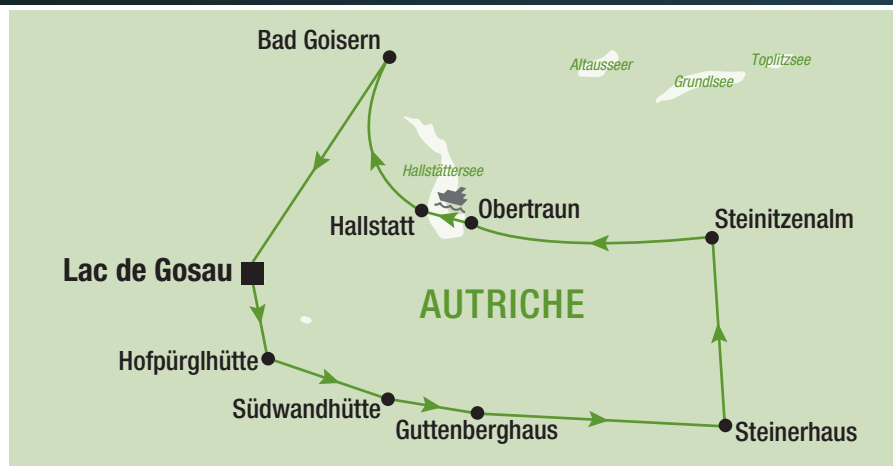 Bad Goisern
Altausseer
Grundlsee
Toplitzsee
Hallstättersee
Hallstatt
Obertraun
Steinitzenalm
Lac de Gosau
AUTRICHE
Hofpürglhütte
Südwandhütte
Guttenberghaus
Steinerhaus